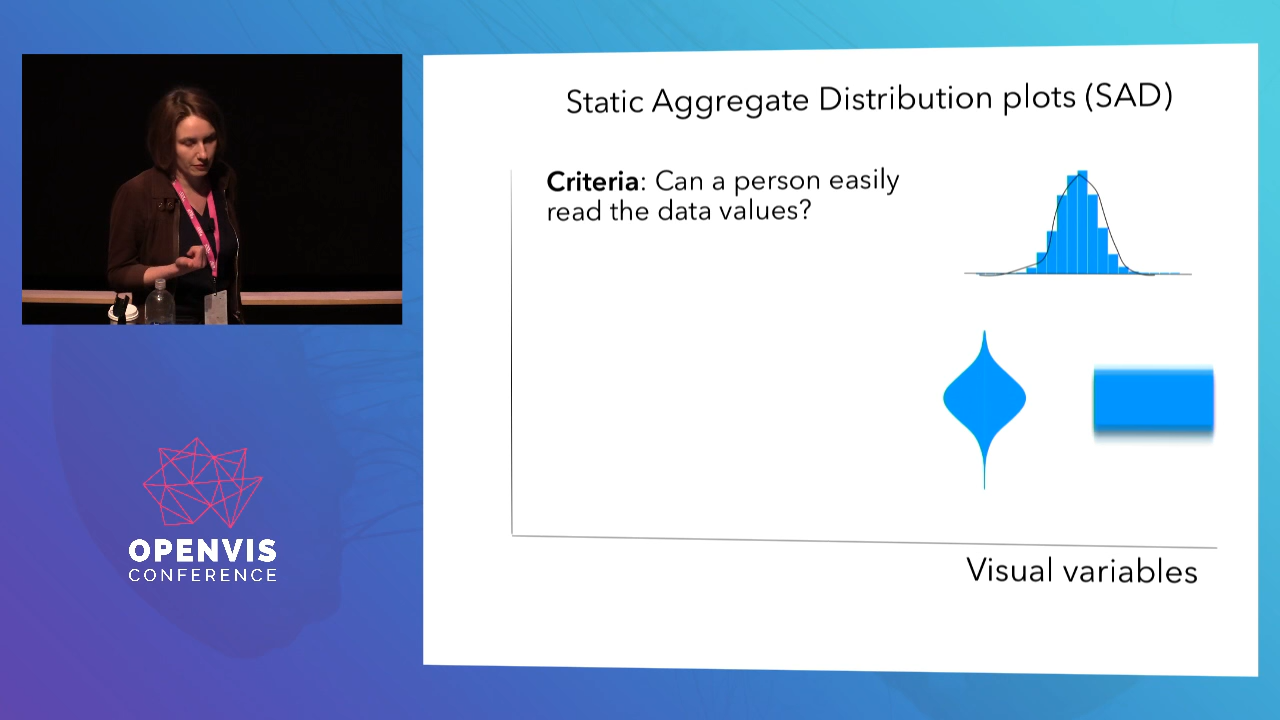 Static Aggregate Distribution plots (SAD)
Criteria: Can a person easily
read the data values?
Visual variables
OPENVIS
CONFERENCE